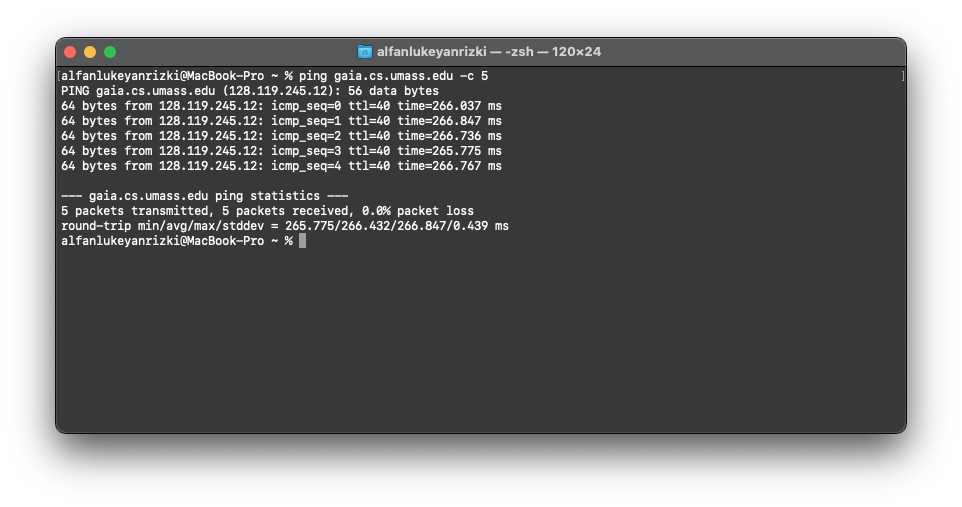 alfanlukeyanrizki — -zsh — 120×24
[alfanlukeyanrizki@MacBook-Pro ~ % ping gaia.cs.umass.edu -c 5 ]
PING gaia.cs.umass.edu (128.119.245.12): 56 data bytes
64 bytes from 128.119.245.12: icmp_seq=0 ttl=40 time=266.037 ms
64 bytes from 128.119.245.12: icmp_seq=1 ttl=40 time=266.847 ms
64 bytes from 128.119.245.12: icmp_seq=2 ttl=40 time=266.736 ms
64 bytes from 128.119.245.12: icmp_seq=3 ttl=40 time=265.775 ms
64 bytes from 128.119.245.12: icmp_seq=4 ttl=40 time=266.767 ms
--- gaia.cs.umass.edu ping statistics ---
5 packets transmitted, 5 packets received, 0.0% packet loss
round-trip min/avg/max/stddev = 265.775/266.432/266.847/0.439 ms
alfanlukeyanrizki@MacBook-Pro ~ %